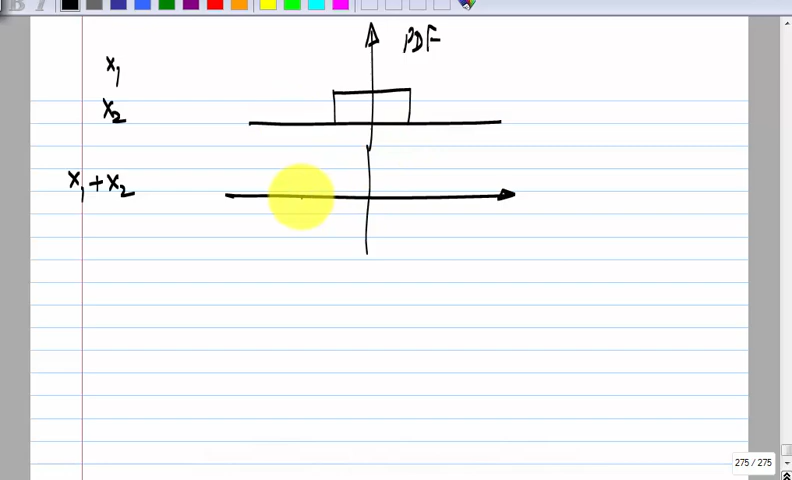 B I
PDF
x₁
x₂
x₁ + x₂
275 / 275